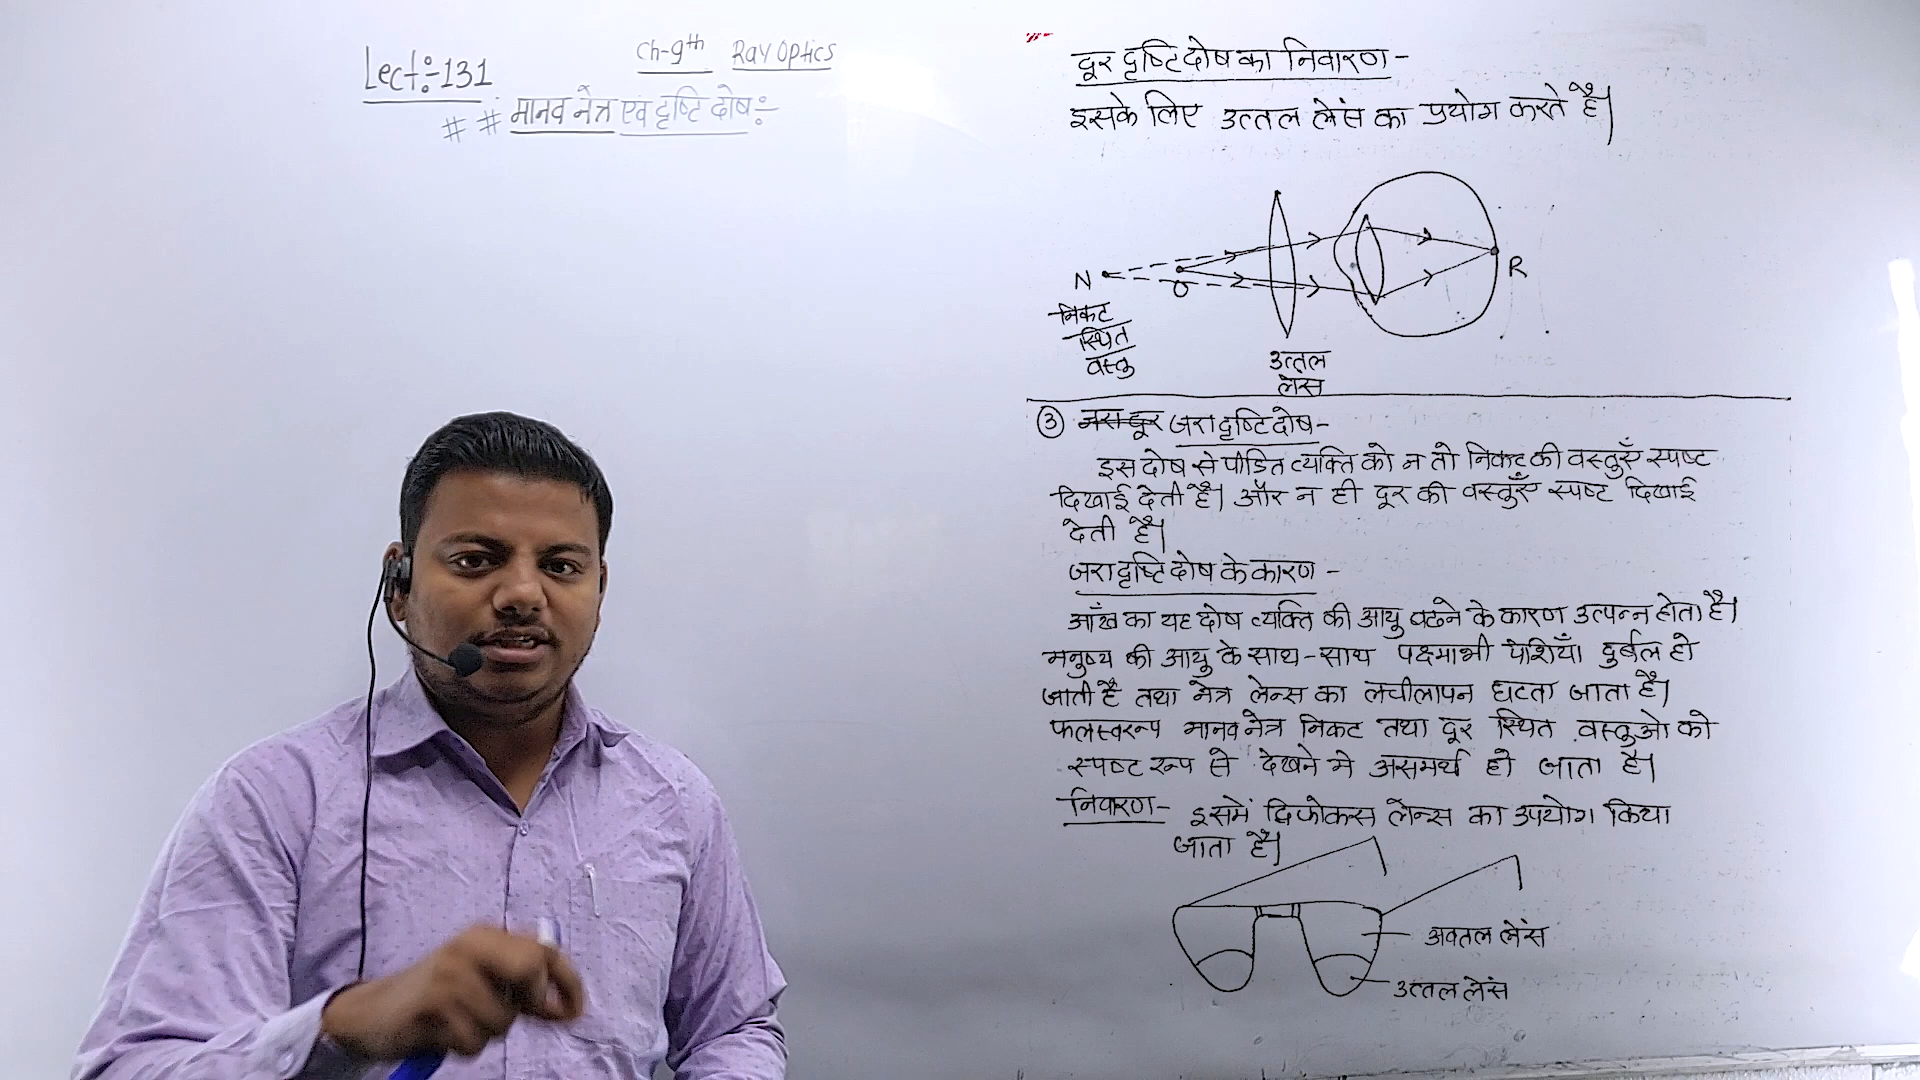 Lect:-131
Ch-9th Ray Optics
# # मानव नेत्र एवं दृष्टि दोष:-
दूर दृष्टि दोष का निवारण -
इसके लिए उत्तल लेंस का प्रयोग करते है।
N
O
R
निकट
स्थित
वस्तु
उत्तल
लेंस
③ जरा दृष्टि दोष -
इस दोष से पीडित व्यक्ति को न तो निकट की वस्तुएँ स्पष्ट
दिखाई देती है। और न ही दूर की वस्तुएँ स्पष्ट दिखाई
देती है।
जरा दृष्टि दोष के कारण -
आँख का यह दोष व्यक्ति की आयु बढने के कारण उत्पन्न होता है।
मनुष्य की आयु के साथ-साथ पक्ष्माभी पेशियाँ दुर्बल हो
जाती है तथा नेत्र लेन्स का लचीलापन घटता जाता है।
फलस्वरूप मानव नेत्र निकट तथा दूर स्थित वस्तुओ को
स्पष्ट रूप से देखने मे असमर्थ हो जाता है।
निवारण- इसमें द्विफोकस लेन्स का उपयोग किया
जाता है।
अवतल लेंस
उत्तल लेंस